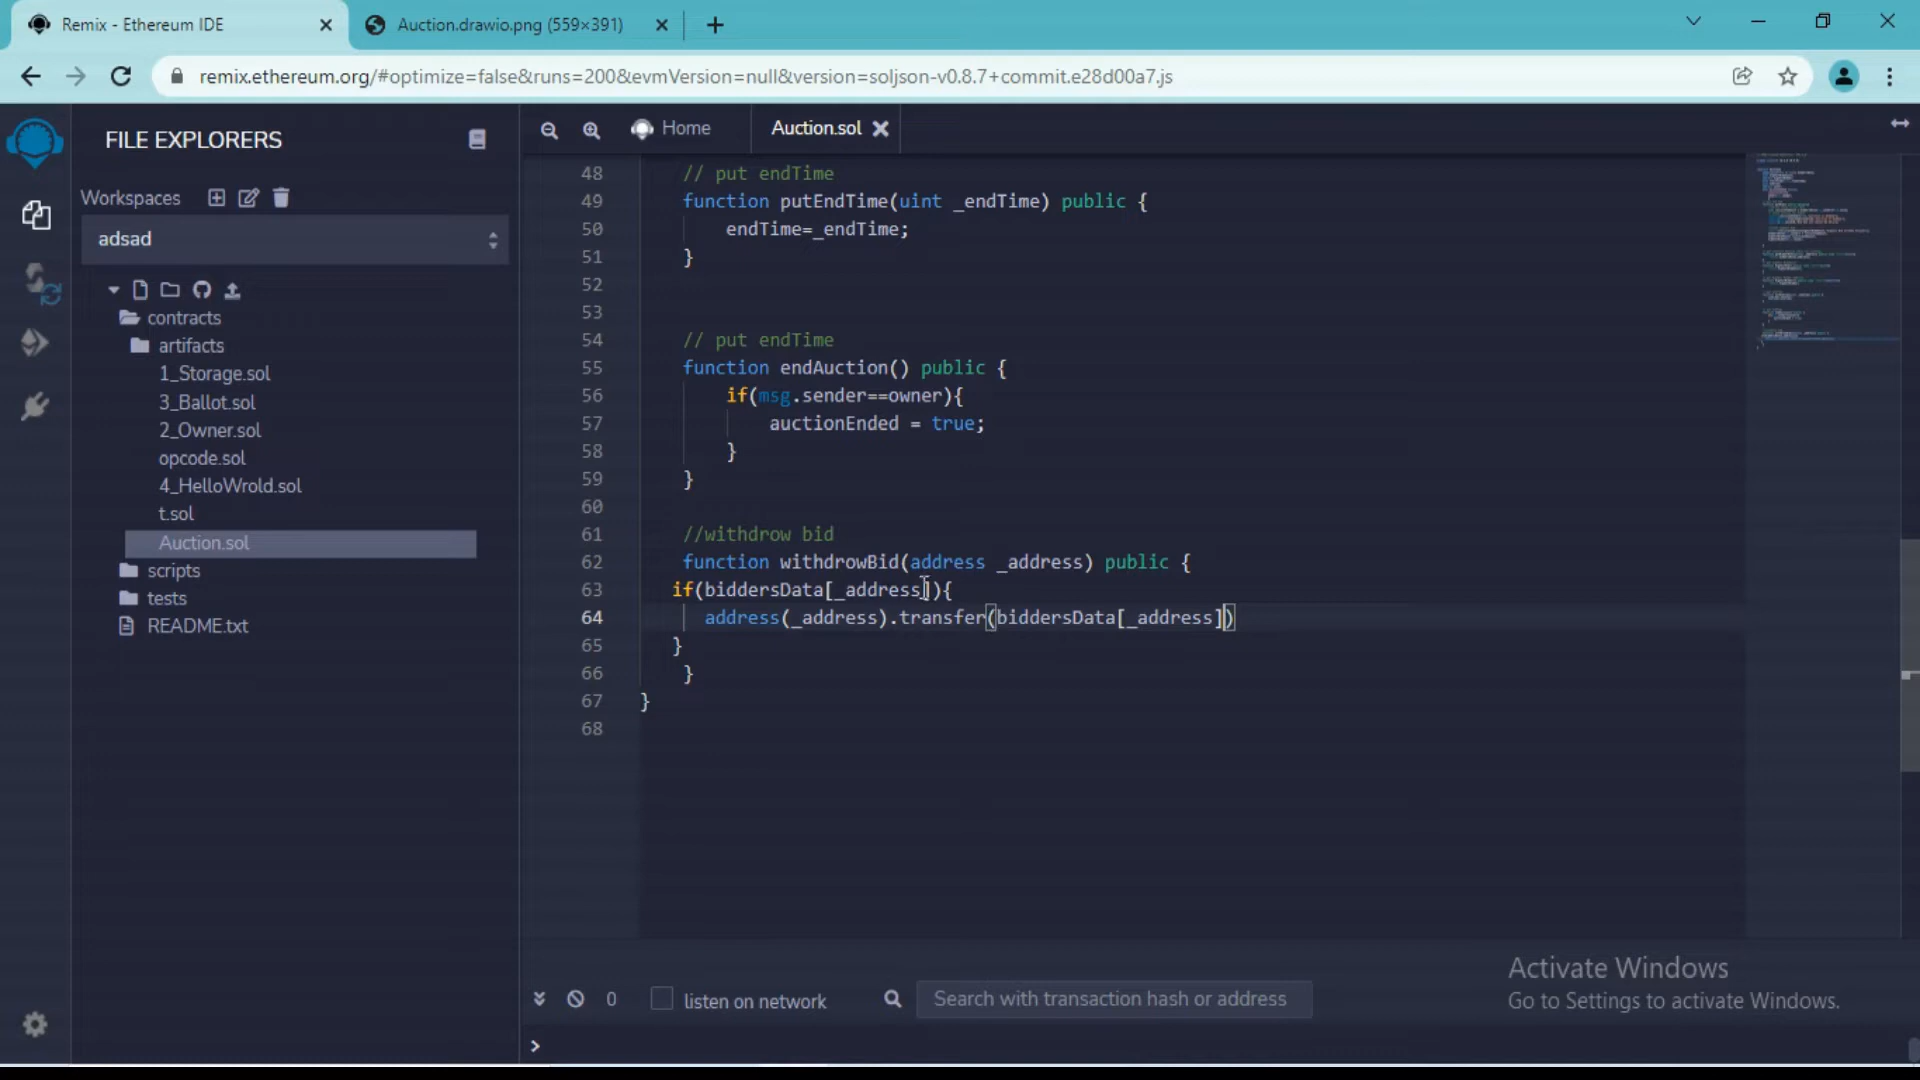 Remix - Ethereum IDE
Auction.drawio.png (559×391)
remix.ethereum.org/#optimize=false&runs=200&evmVersion=null&version=soljson-v0.8.7+commit.e28d00a7.js
FILE EXPLORERS
Workspaces
adsad
contracts
artifacts
1_Storage.sol
3_Ballot.sol
2_Owner.sol
opcode.sol
4_HelloWrold.sol
t.sol
Auction.sol
scripts
tests
README.txt
Home
Auction.sol
48 // put endTime
49 function putEndTime(uint _endTime) public {
50 endTime=_endTime;
51 }
52
53
54 // put endTime
55 function endAuction() public {
56 if(msg.sender==owner){
57 auctionEnded = true;
58 }
59 }
60
61 //withdrow bid
62 function withdrowBid(address _address) public {
63 if(biddersData[_address]){
64 address(_address).transfer(biddersData[_address])
65 }
66 }
67 }
68
0
listen on network
Search with transaction hash or address
>
Activate Windows
Go to Settings to activate Windows.